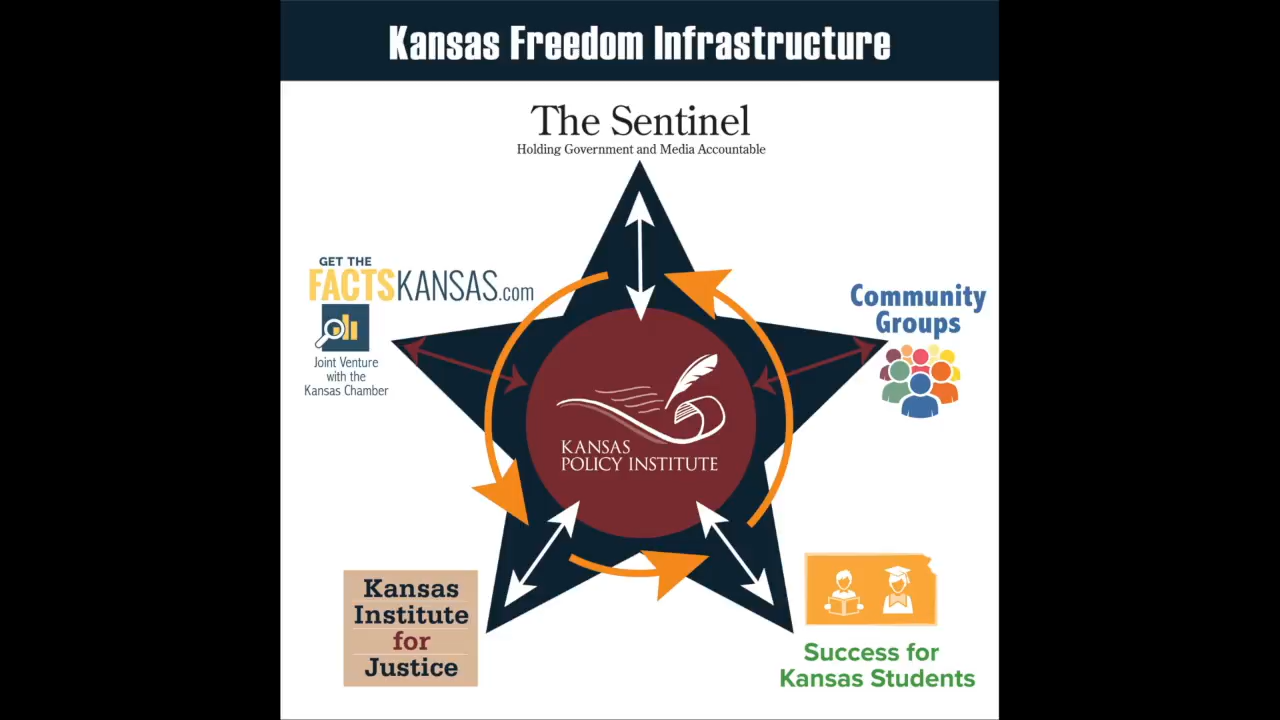 Kansas Freedom Infrastructure
The Sentinel
Holding Government and Media Accountable
GET THE
FACTSKANSAS.com
Joint Venture
with the
Kansas Chamber
Community
Groups
KANSAS
POLICY INSTITUTE
Kansas
Institute
for
Justice
Success for
Kansas Students